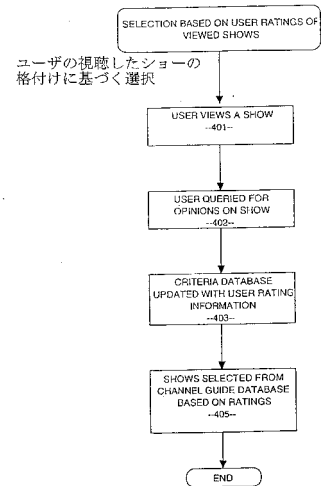 SELECTION BASED ON USER RATINGS OF
VIEWED SHOWS
ユーザの視聴したショーの
格付けに基づく選択
USER VIEWS A SHOW
--401--
USER QUERIED FOR
OPINIONS ON SHOW
--402--
CRITERIA DATABASE
UPDATED WITH USER RATING
INFORMATION
--403--
SHOWS SELECTED FROM
CHANNEL GUIDE DATABASE
BASED ON RATINGS
--405--
END